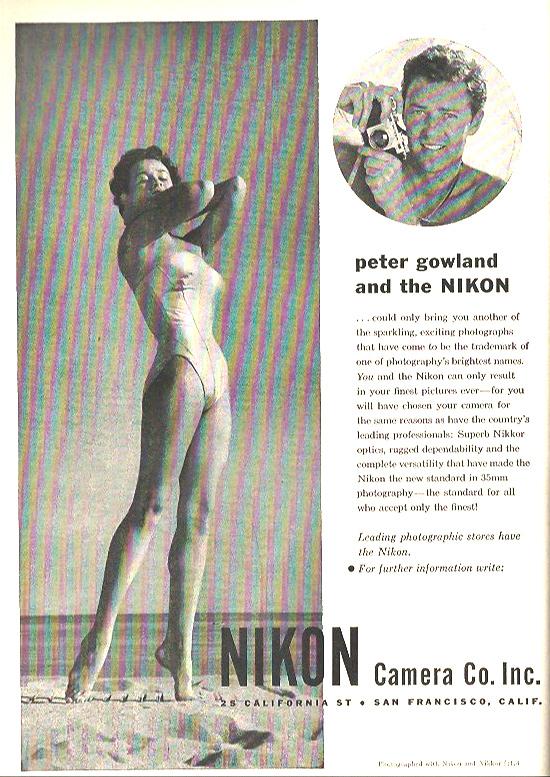 peter gowland
and the NIKON
. . . could only bring you another of
the sparkling, exciting photographs
that have come to be the trademark of
one of photography's brightest names.
You and the Nikon can only result
in your finest pictures ever—for you
will have chosen your camera for
the same reasons as have the country's
leading professionals: Superb Nikkor
optics, rugged dependability and the
complete versatility that have made the
Nikon the new standard in 35mm
photography—the standard for all
who accept only the finest!
Leading photographic stores have
the Nikon.
● For further information write:
NIKON Camera Co. Inc.
25 CALIFORNIA ST • SAN FRANCISCO, CALIF.
Photographed with Nikon and Nikkor